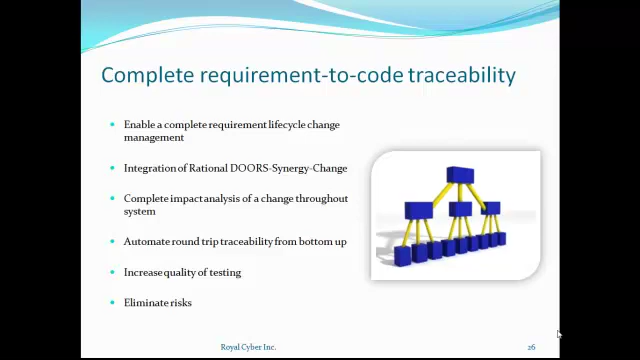 Complete requirement-to-code traceability
Enable a complete requirement lifecycle change
management
Integration of Rational DOORS-Synergy-Change
Complete impact analysis of a change throughout
system
Automate round trip traceability from bottom up
Increase quality of testing
Eliminate risks
Royal Cyber Inc.
26